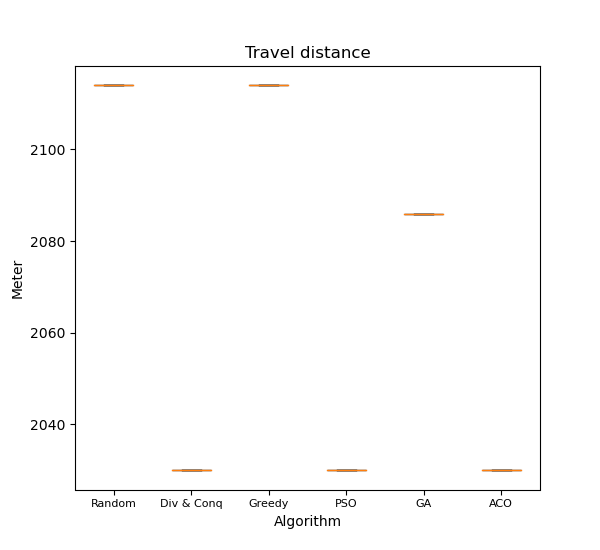 Travel distance
2100
2080
2060
2040
Meter
Random Div & Conq Greedy PSO GA ACO
Algorithm